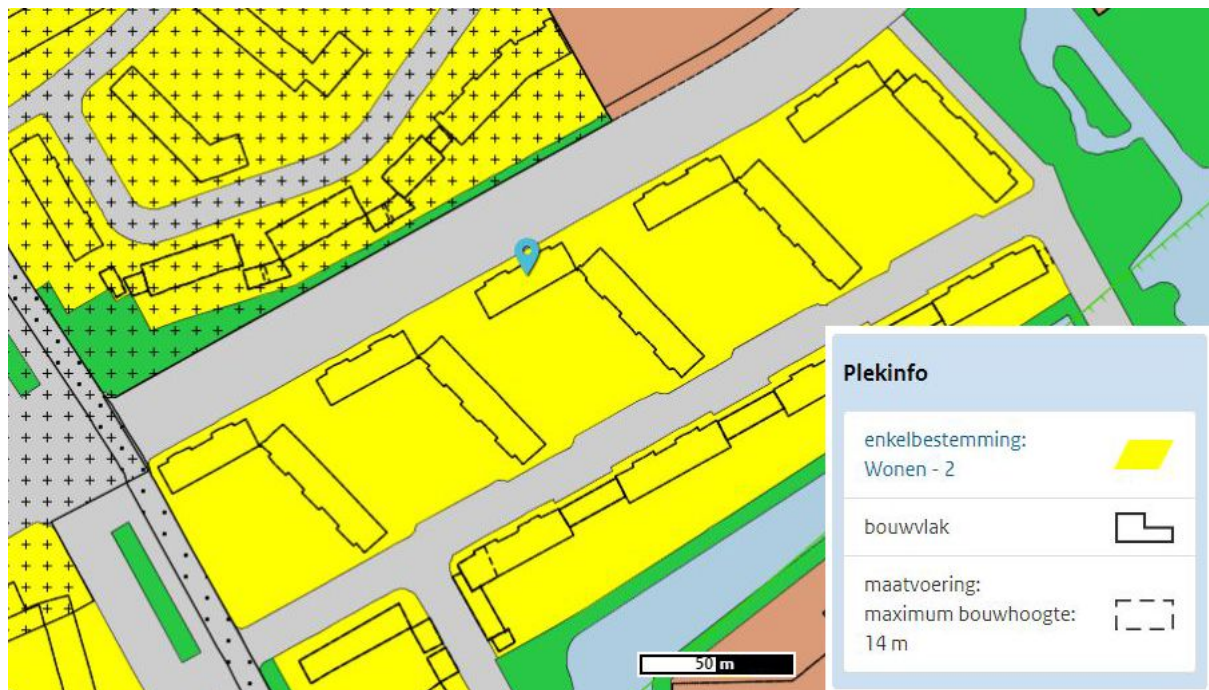 Plekinfo
enkelbestemming:
Wonen - 2
bouwvlak
maatvoering:
maximum bouwhoogte:
14 m
50 m